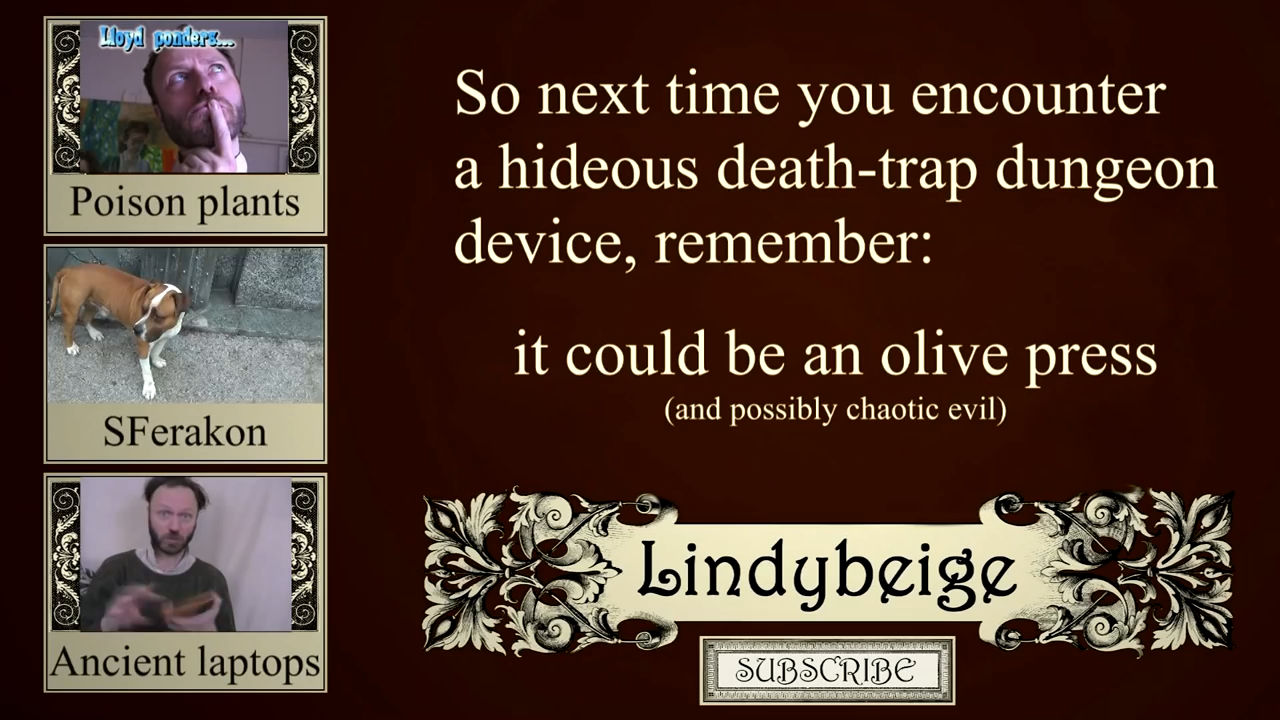 Lloyd ponders...
Poison plants
SFerakon
Ancient laptops
So next time you encounter
a hideous death-trap dungeon
device, remember:
it could be an olive press
(and possibly chaotic evil)
Lindybeige
SUBSCRIBE